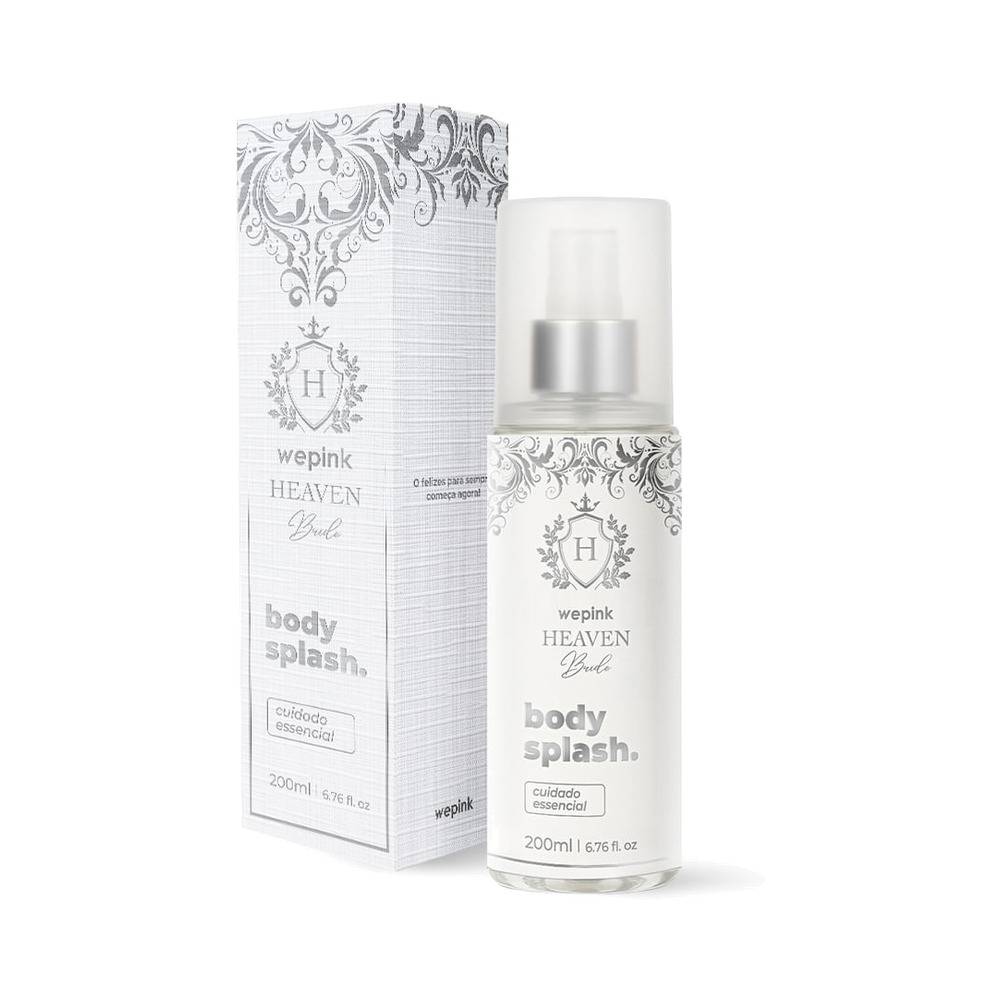 H
wepink
HEAVEN
Bride
body
splash.
cuidado
essencial
200ml | 6.76 fl. oz
O felizes para
começa agora!
wepink
H
wepink
HEAVEN
Bride
body
splash.
cuidado
essencial
200ml | 6.76 fl. oz